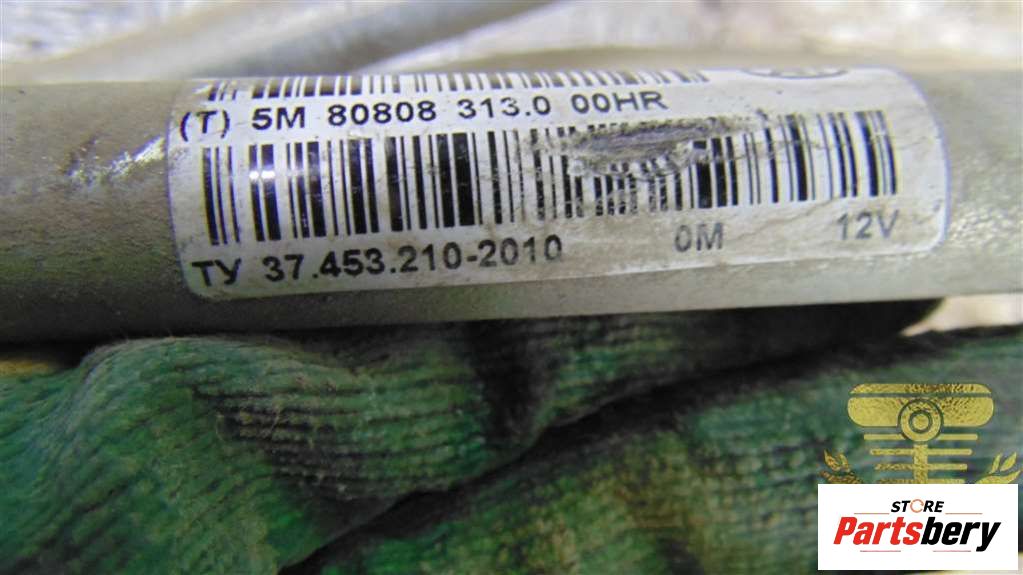 (T) 5M 80808 313.0 00HR
ТУ 37.453.210-2010 0M 12V
STORE
Partsbery